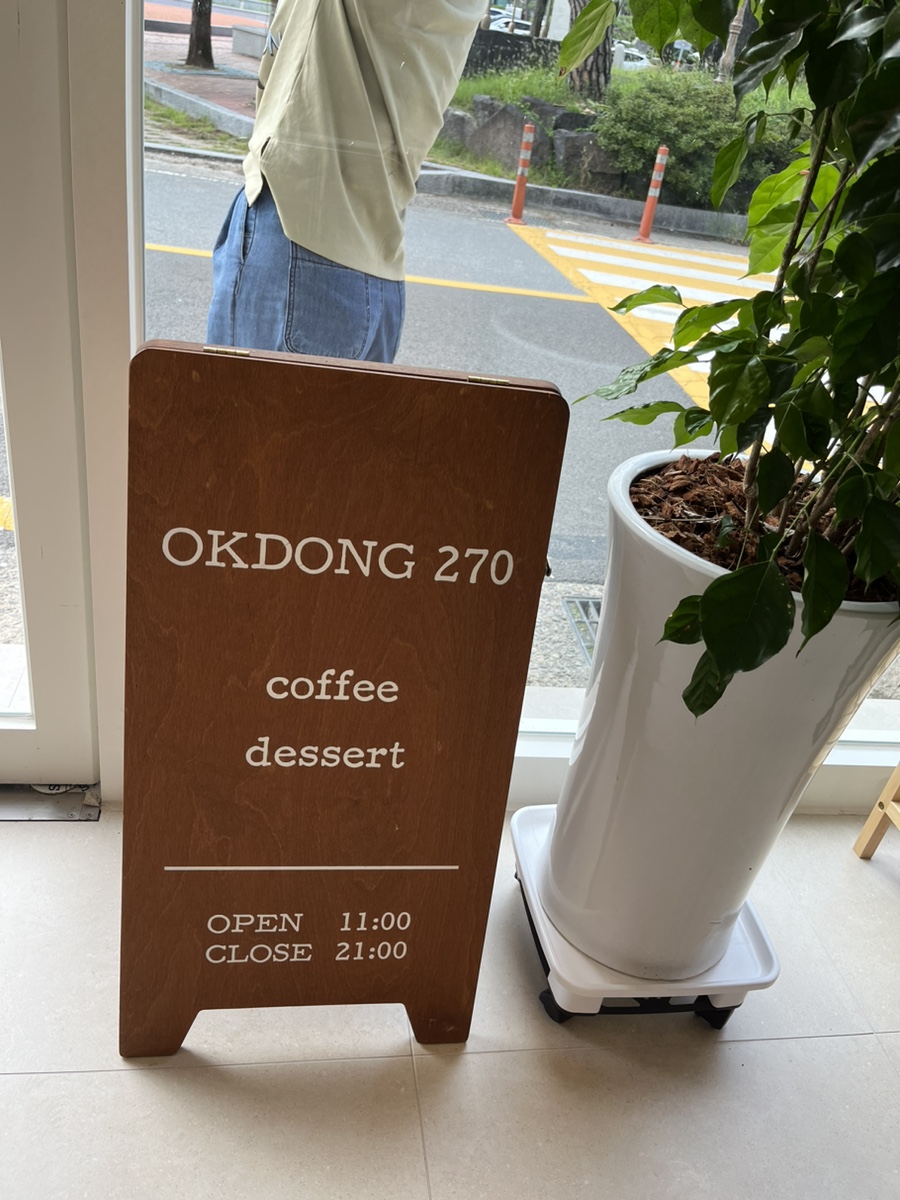 OKDONG 270
coffee
dessert
OPEN 11:00
CLOSE 21:00